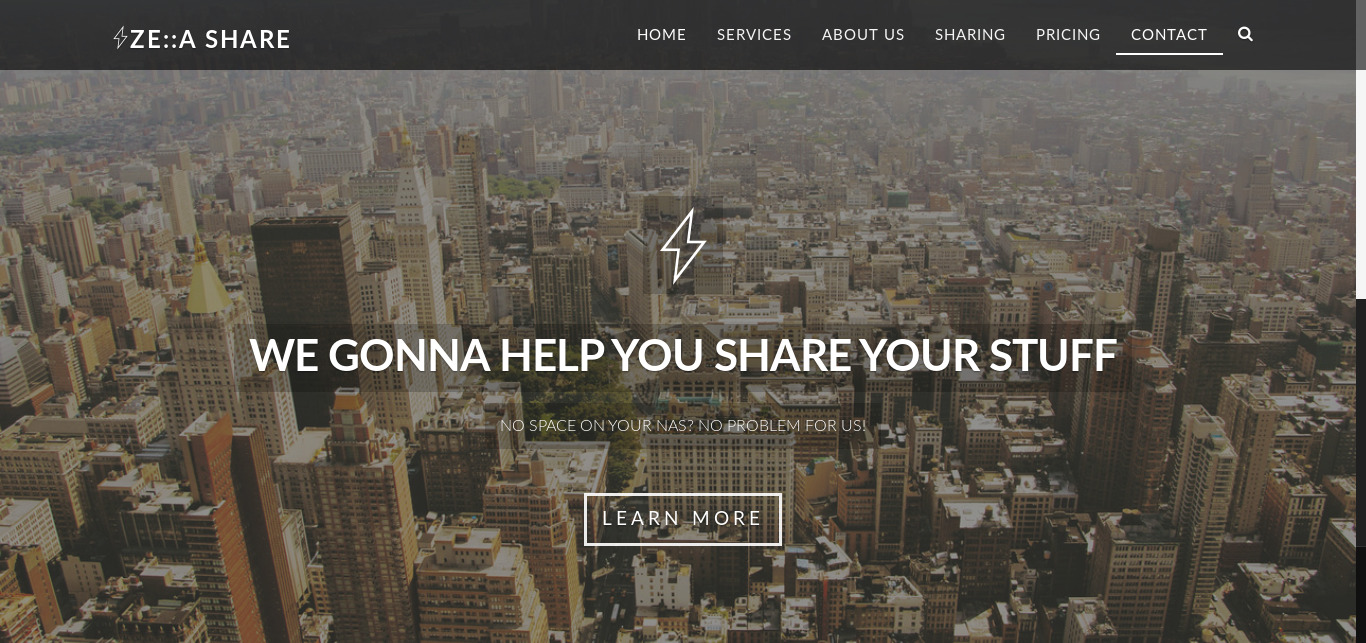 ZE::A SHARE
HOME SERVICES ABOUT US SHARING PRICING CONTACT
WE GONNA HELP YOU SHARE YOUR STUFF
NO SPACE ON YOUR NAS? NO PROBLEM FOR US!
LEARN MORE